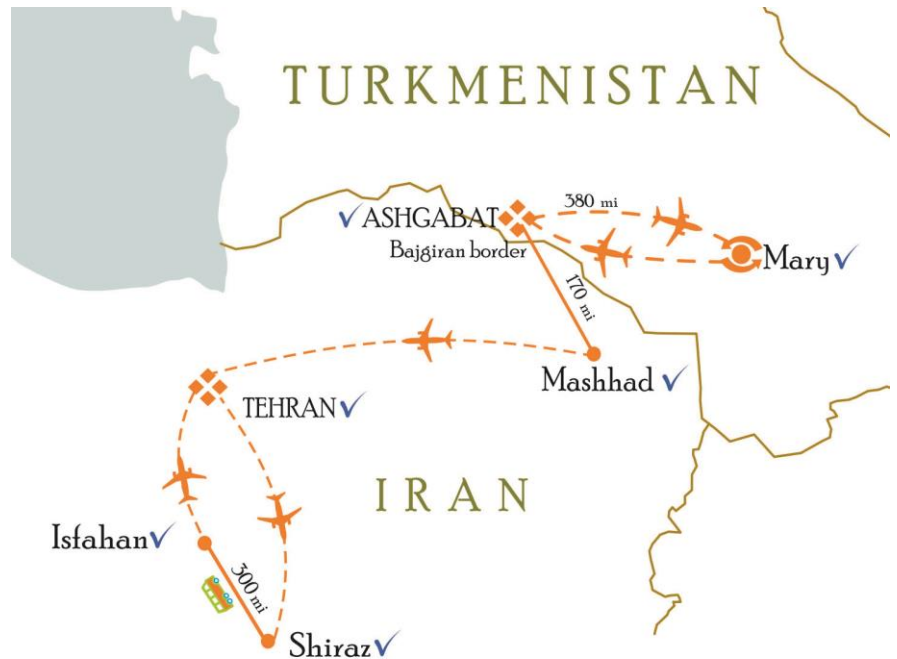 TURKMENISTAN
380 mi
ASHGABAT
Bajgiran border
Mary
170 mi
Mashhad
TEHRAN
IRAN
Isfahan
300 mi
Shiraz